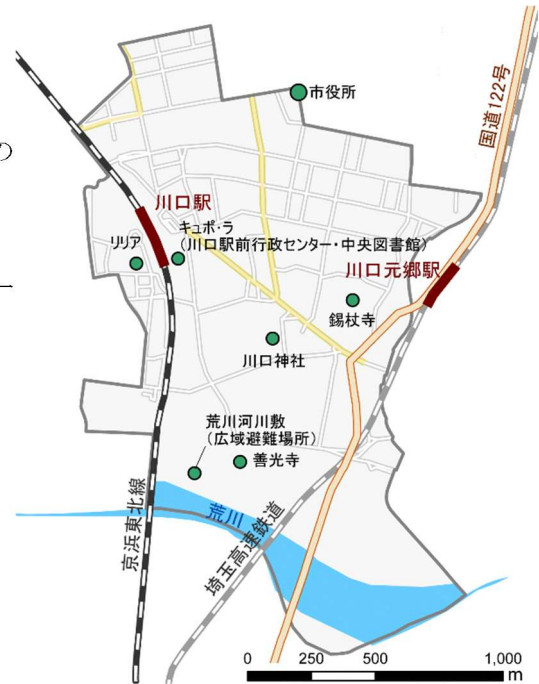 の
ー
市役所
国道122号
川口駅
キュポ・ラ
(川口駅前行政センター・中央図書館)
リリア
川口元郷駅
錫杖寺
川口神社
荒川河川敷
(広域避難場所)
善光寺
荒川
京浜東北線
埼玉高速鉄道
0 250 500 1,000
m